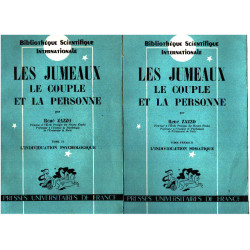 Bibliothèque Scientifique
Internationale
LES JUMEAUX
LE COUPLE
ET LA PERSONNE
par
René ZAZZO
TOME II
L'INDIVIDUATION PSYCHOLOGIQUE
PRESSES UNIVERSITAIRES DE FRANCE
Bibliothèque Scientifique
Internationale
LES JUMEAUX
LE COUPLE
ET LA PERSONNE
par
René ZAZZO
TOME PREMIER
L'INDIVIDUATION SOMATIQUE
PRESSES UNIVERSITAIRES DE FRANCE